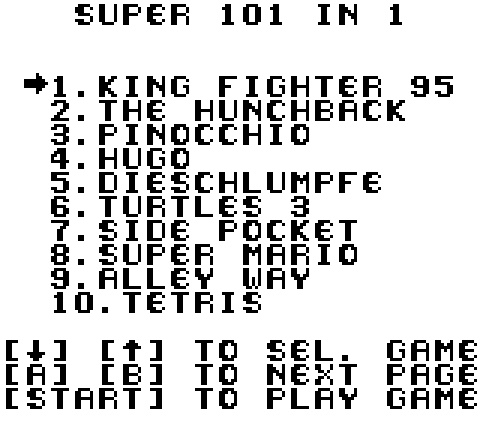 SUPER 101 IN 1
➡1. KING FIGHTER 95
2. THE HUNCHBACK
3. PINOCCHIO
4. HUGO
5. DIESCHLUMPFE
6. TURTLES 3
7. SIDE POCKET
8. SUPER MARIO
9. ALLEY WAY
10. TETRIS
[↓] [↑] TO SEL. GAME
[A] [B] TO NEXT PAGE
[START] TO PLAY GAME